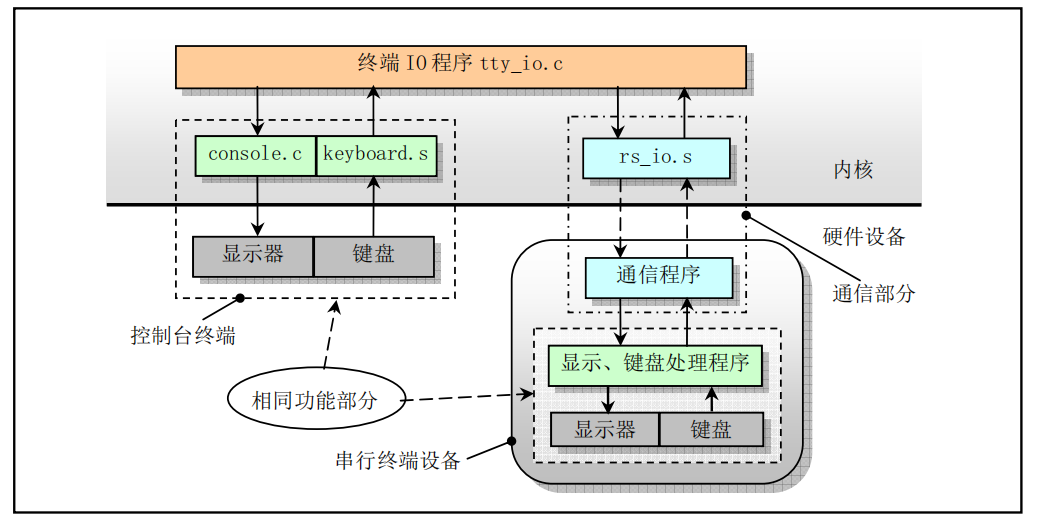 终端 IO 程序 tty_io.c
console.c
keyboard.s
rs_io.s
内核
显示器
键盘
硬件设备
通信程序
通信部分
控制台终端
显示、键盘处理程序
相同功能部分
显示器
键盘
串行终端设备